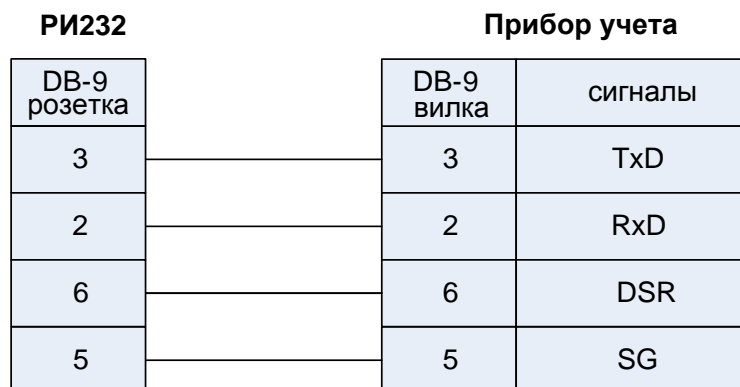 РИ232
Прибор учета
DB-9
розетка
DB-9
вилка
сигналы
3
3
TxD
2
2
RxD
6
6
DSR
5
5
SG